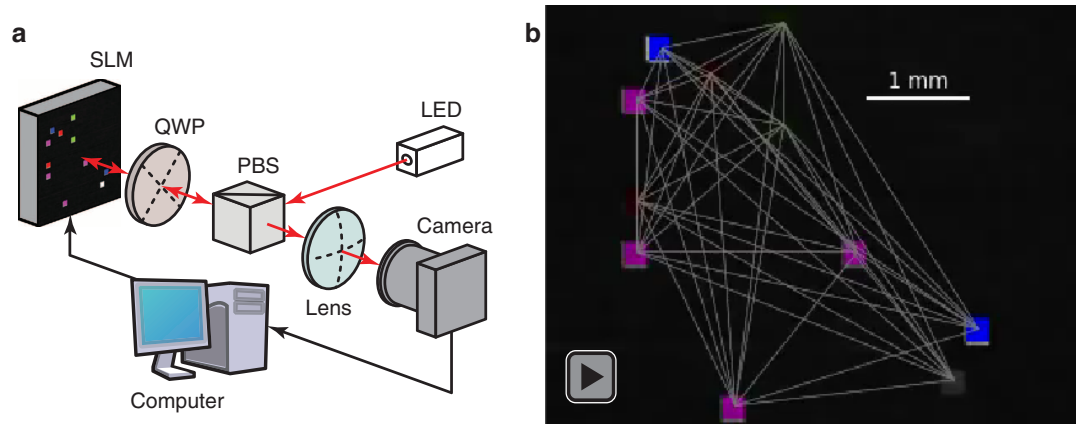 a
SLM
QWP
PBS
LED
Camera
Lens
Computer
b
1 mm